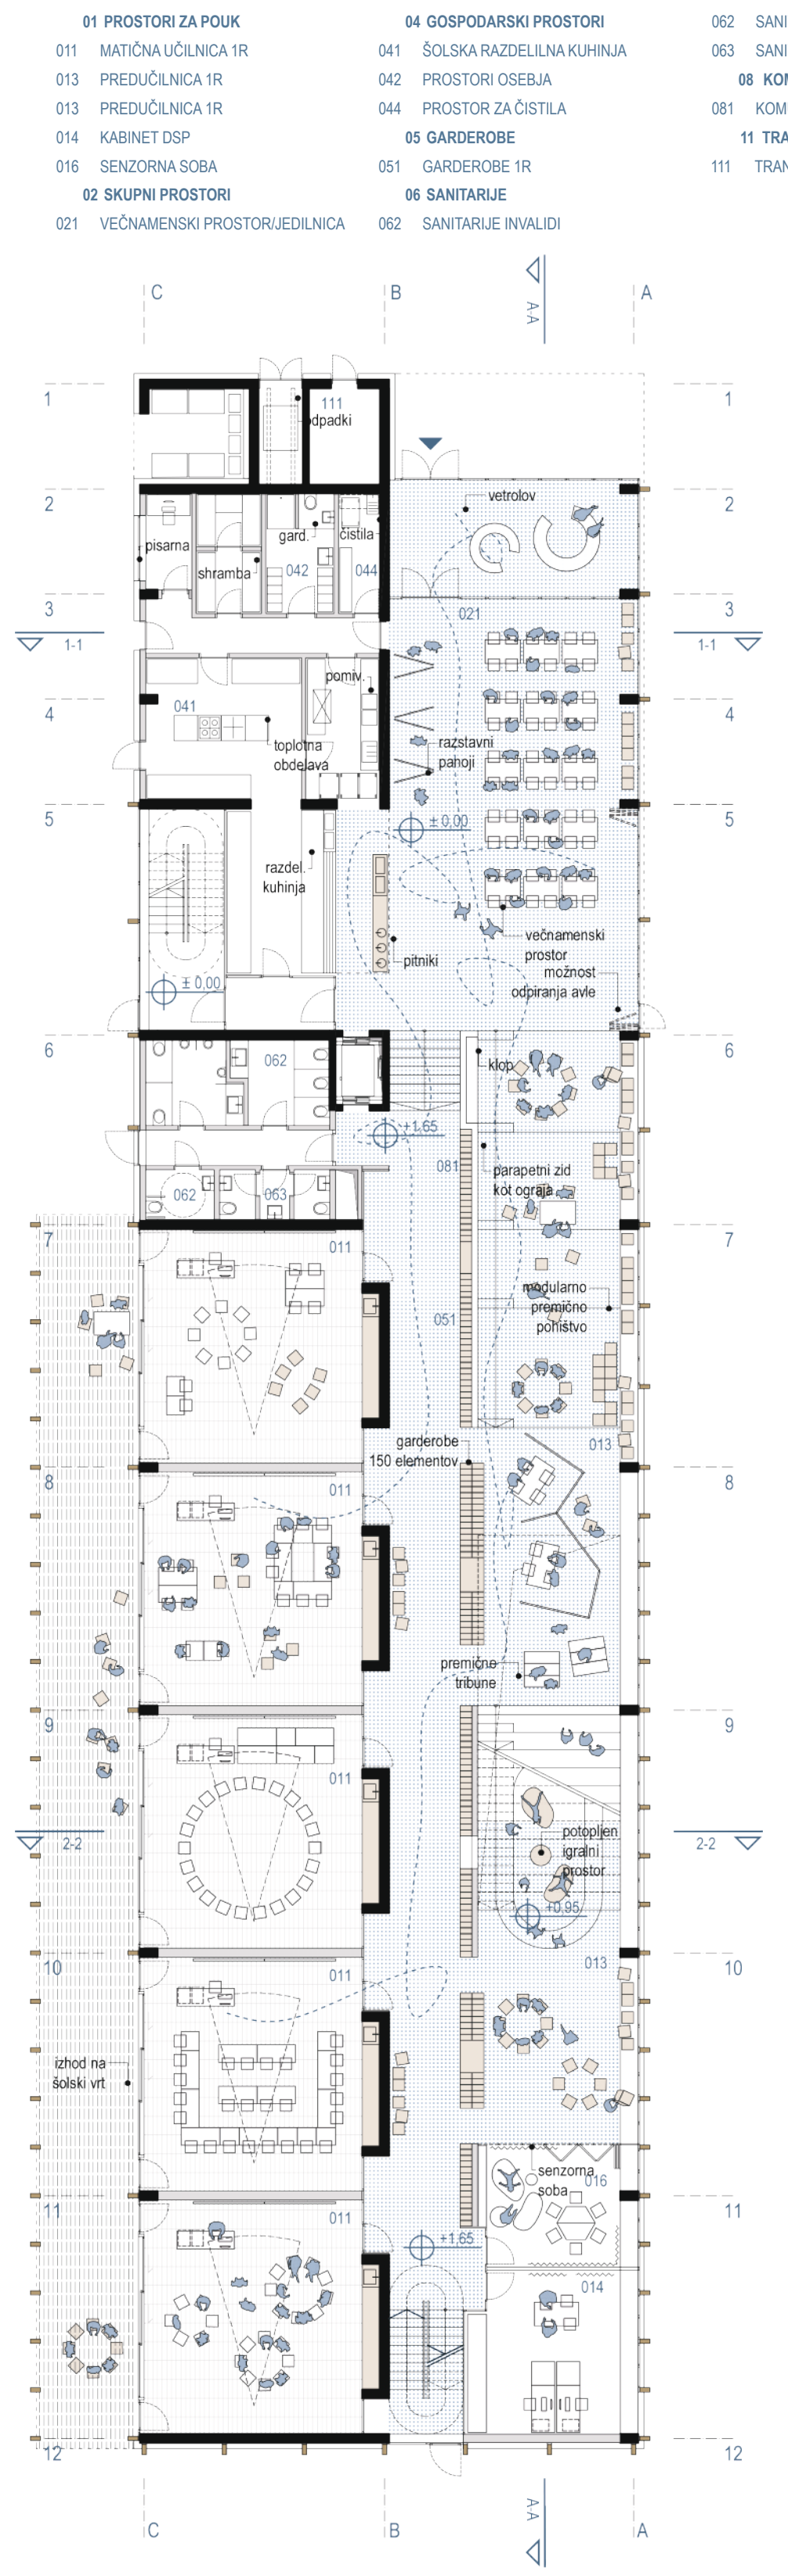 01 PROSTORI ZA POUK
011 MATIČNA UČILNICA 1R
013 PREDUČILNICA 1R
013 PREDUČILNICA 1R
014 KABINET DSP
016 SENZORNA SOBA
02 SKUPNI PROSTORI
021 VEČNAMENSKI PROSTOR/JEDILNICA
04 GOSPODARSKI PROSTORI
041 ŠOLSKA RAZDELILNA KUHINJA
042 PROSTORI OSEBJA
044 PROSTOR ZA ČISTILA
05 GARDEROBE
051 GARDEROBE 1R
06 SANITARIJE
062 SANITARIJE INVALIDI
062 SANI
063 SANI
08 KOM
081 KOM
11 TRA
111 TRAN
C B A
A-A
1 1
111
odpadki
2 2
vetrolov
pisarna
shramba
gard.
042
čistila
044
3 3
021
1-1 1-1
pomiv.
4 041 4
toplotna
obdelava
razstavni
panoji
5 ± 0,00 5
razdel.
kuhinja
večnamenski
prostor
pitniki
možnost
odpiranja avle
± 0,00
6 062 klop 6
+1,65
081
parapetni zid
kot ograja
062 063
7 011 7
modularno
premično
pohištvo
051
garderobe
150 elementov
013
8 011 8
premične
tribune
9 9
011
2-2 2-2
potopljen
igralni
prostor
+0,95
10 011 013 10
izhod na
šolski vrt
senzorna
soba
016
11 011 11
+1,65
014
12 12
A-A
C B A